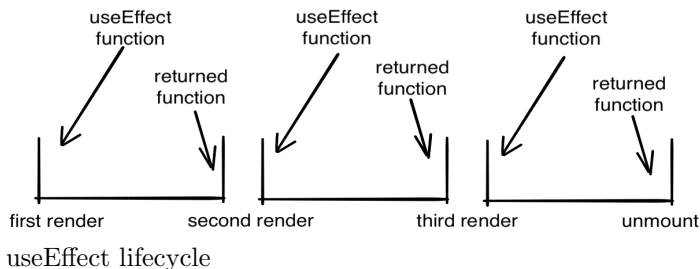 useEffect
function
useEffect
function
useEffect
function
returned
function
returned
function
returned
function
first render
second render
third render
unmount
useEffect lifecycle